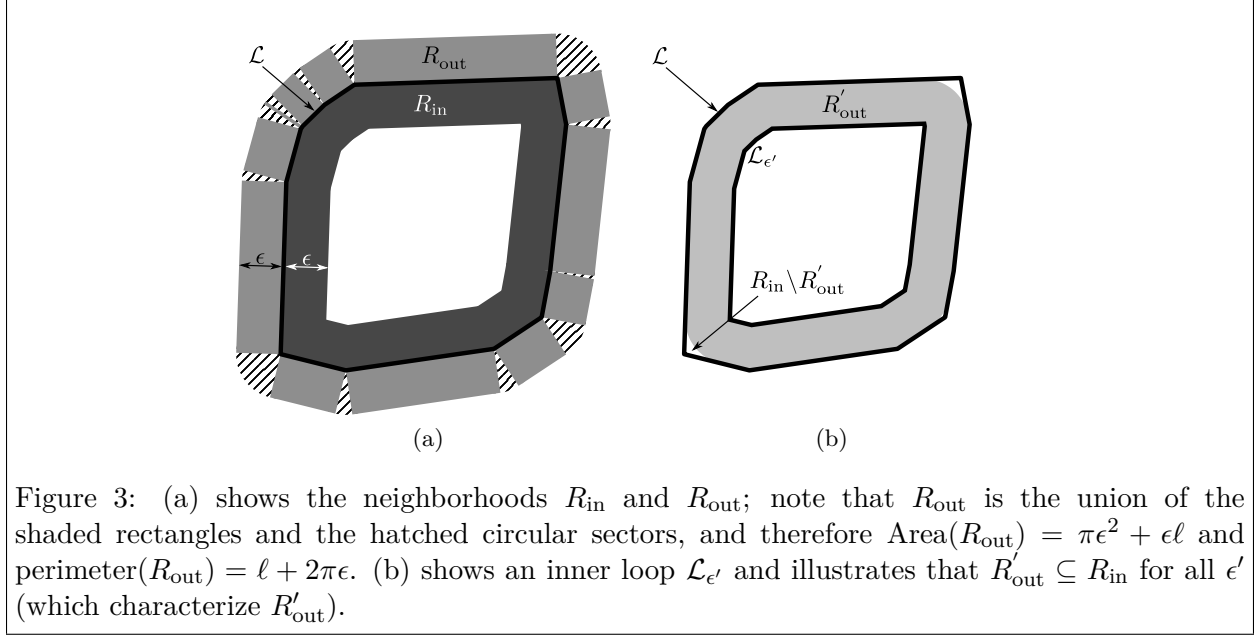 ℒ
R_out
R_in
ϵ ϵ
(a)
ℒ
R'_out
ℒ_ϵ′
R_in\R'_out
(b)
Figure 3: (a) shows the neighborhoods R_in and R_out; note that R_out is the union of the
shaded rectangles and the hatched circular sectors, and therefore Area(R_out) = πϵ² + ϵℓ and
perimeter(R_out) = ℓ + 2πϵ. (b) shows an inner loop ℒ_ϵ′ and illustrates that R'_out ⊆ R_in for all ϵ′
(which characterize R′_out).